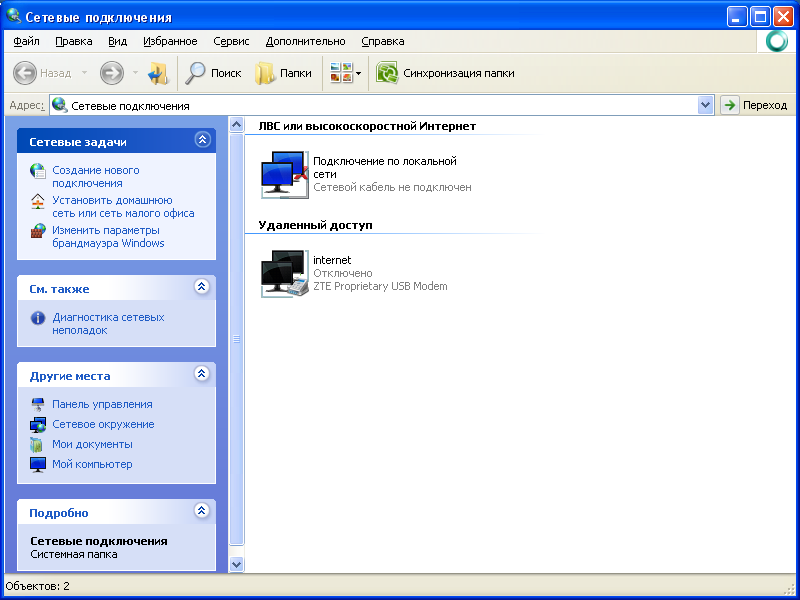 Сетевые подключения
Файл Правка Вид Избранное Сервис Дополнительно Справка
Назад Поиск Папки Синхронизация папки
Адрес: Сетевые подключения Переход
Сетевые задачи
Создание нового
подключения
Установить домашнюю
сеть или сеть малого офиса
Изменить параметры
брандмауэра Windows
См. также
Диагностика сетевых
неполадок
Другие места
Панель управления
Сетевое окружение
Мои документы
Мой компьютер
Подробно
Сетевые подключения
Системная папка
ЛВС или высокоскоростной Интернет
Подключение по локальной
сети
Сетевой кабель не подключен
Удаленный доступ
internet
Отключено
ZTE Proprietary USB Modem
Объектов: 2